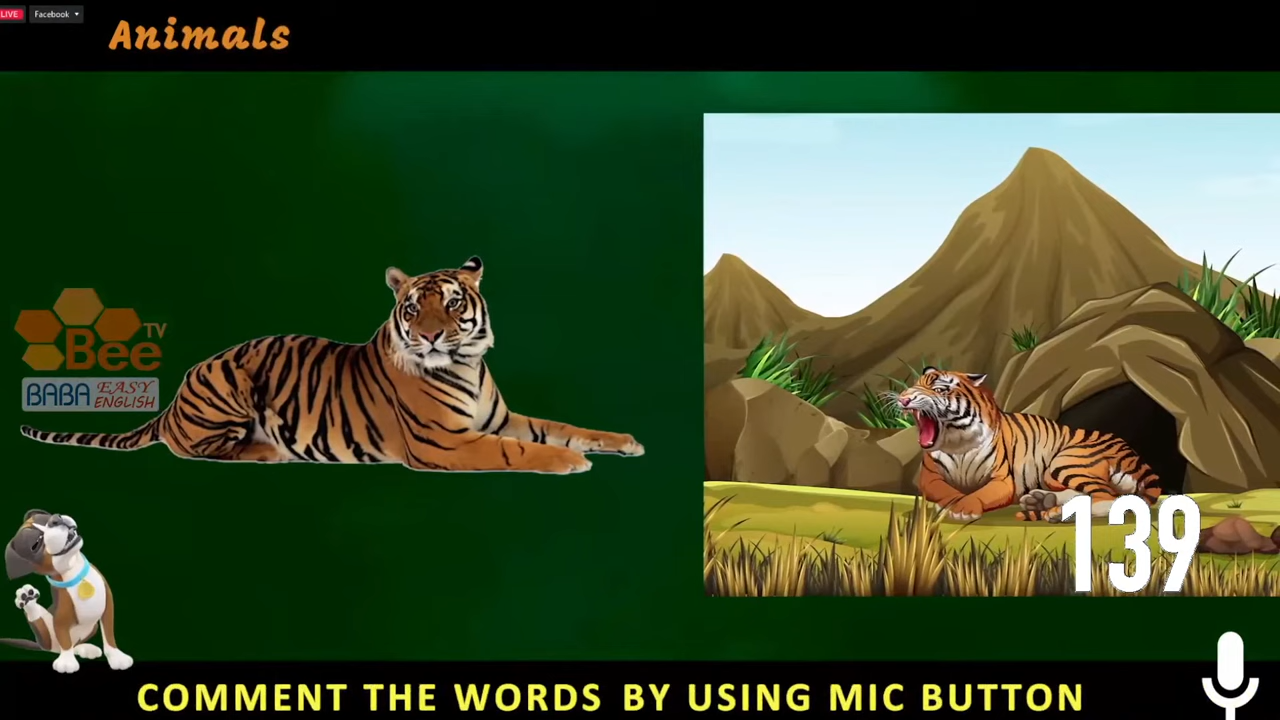 LIVE
Facebook
Animals
Bee TV
BABA EASY ENGLISH
139
COMMENT THE WORDS BY USING MIC BUTTON